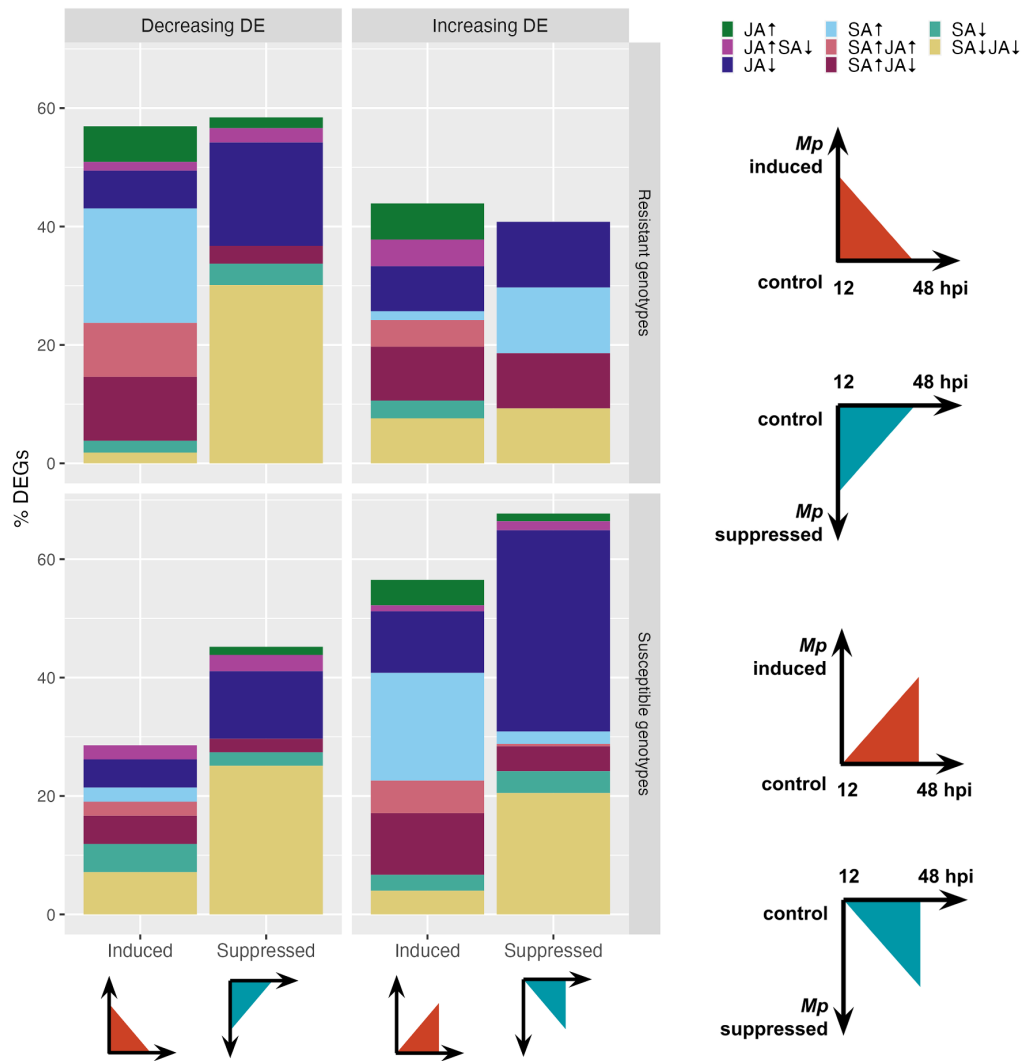 Decreasing DE
Increasing DE
JA↑
JA↑SA↓
JA↓
SA↑
SA↑JA↑
SA↑JA↓
SA↓
SA↓JA↓
% DEGs
60
40
20
0
Resistant genotypes
60
40
20
0
Susceptible genotypes
Induced
Suppressed
Induced
Suppressed
Mp
induced
control
12
48 hpi
12
48 hpi
control
Mp
suppressed
Mp
induced
control
12
48 hpi
12
48 hpi
control
Mp
suppressed